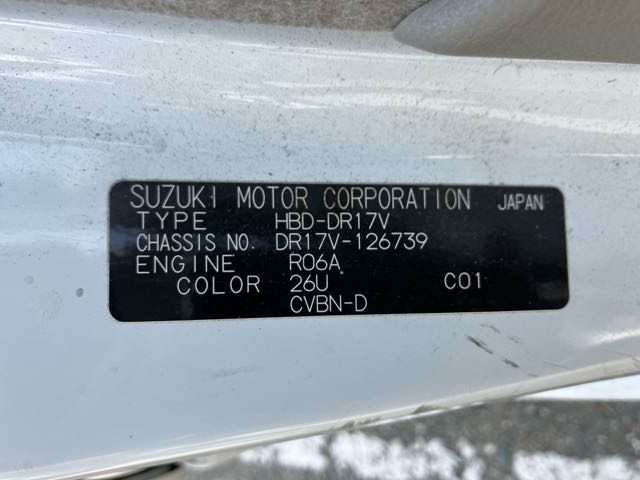 SUZUKI MOTOR CORPORATION JAPAN
TYPE HBD-DR17V
CHASSIS NO. DR17V-126739
ENGINE R06A
COLOR 26U C01
CVBN-D